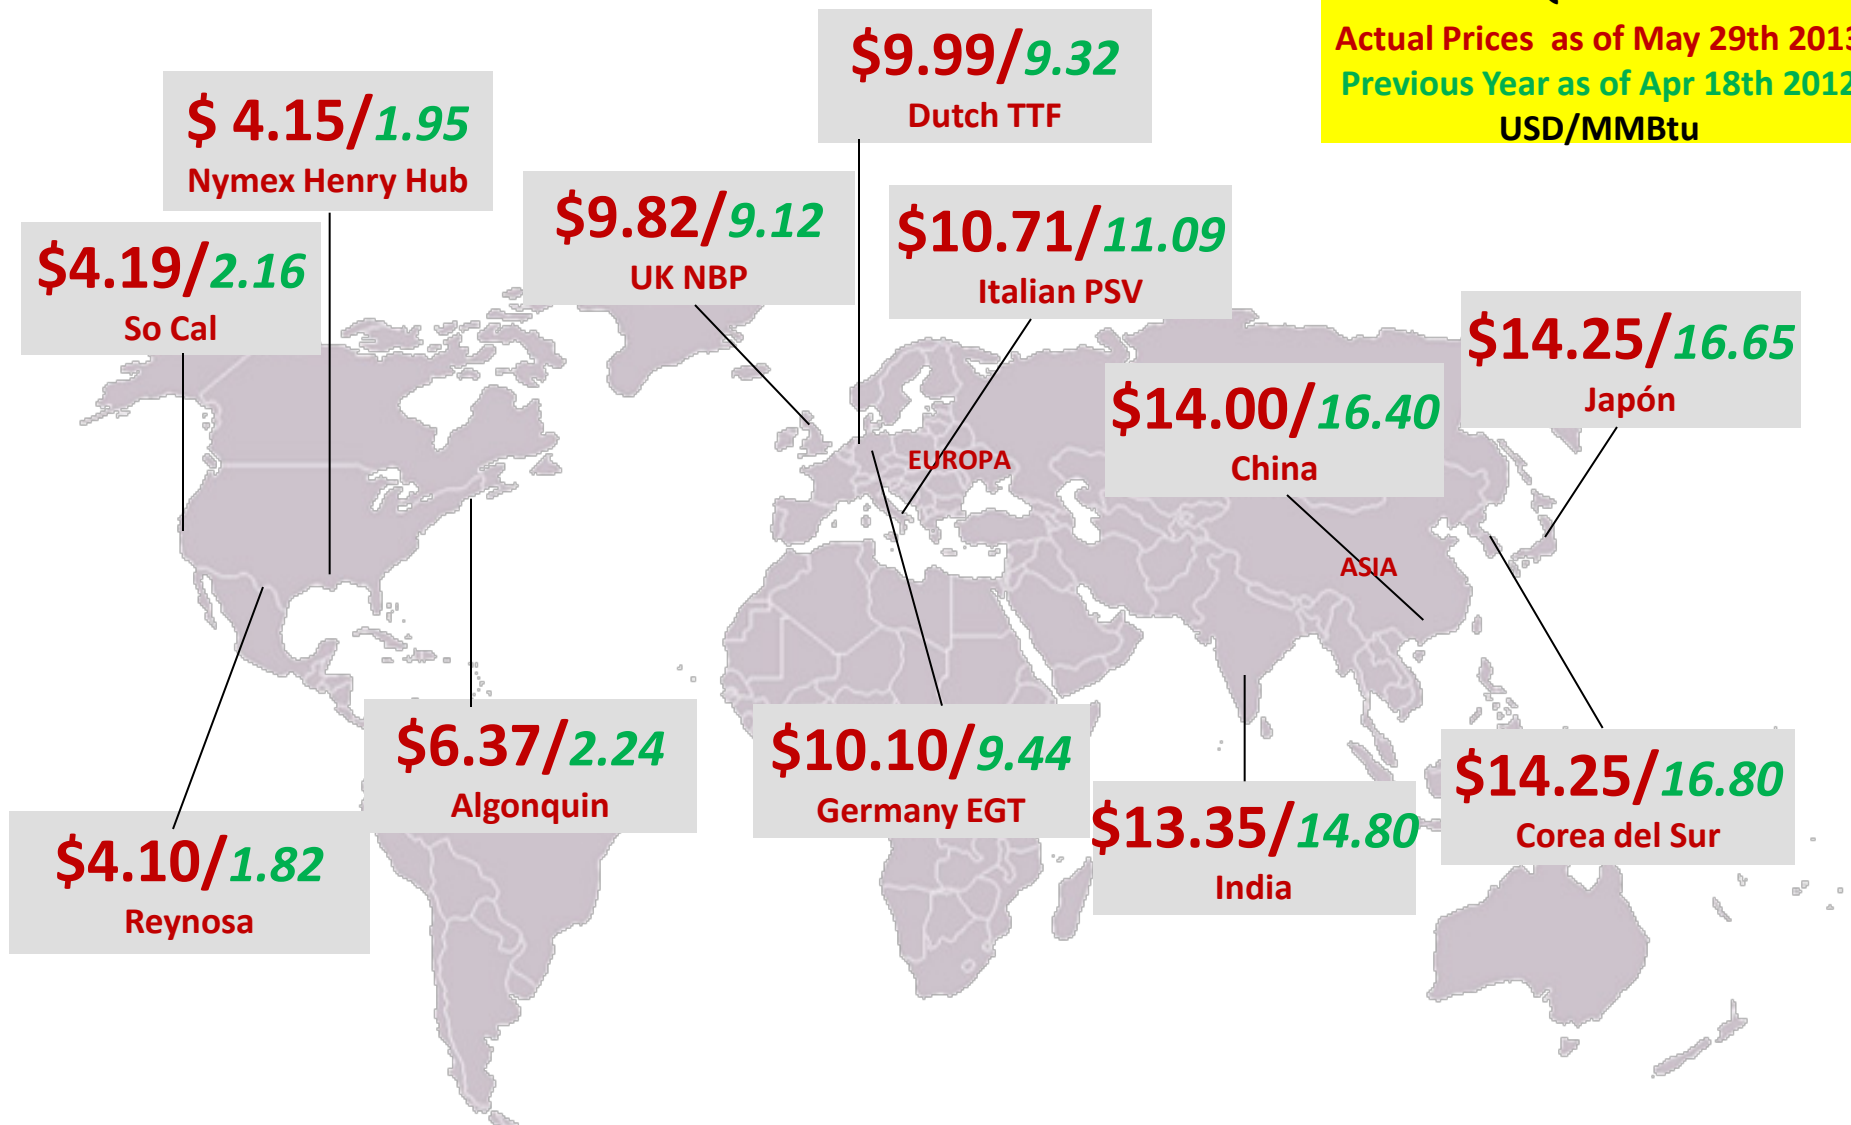 Actual Prices as of May 29th 2013
Previous Year as of Apr 18th 2012
USD/MMBtu
$9.99/9.32
Dutch TTF
$ 4.15/1.95
Nymex Henry Hub
$9.82/9.12
UK NBP
$10.71/11.09
Italian PSV
$4.19/2.16
So Cal
$14.25/16.65
Japón
$14.00/16.40
China
EUROPA
ASIA
$6.37/2.24
Algonquin
$10.10/9.44
Germany EGT
$14.25/16.80
Corea del Sur
$13.35/14.80
India
$4.10/1.82
Reynosa